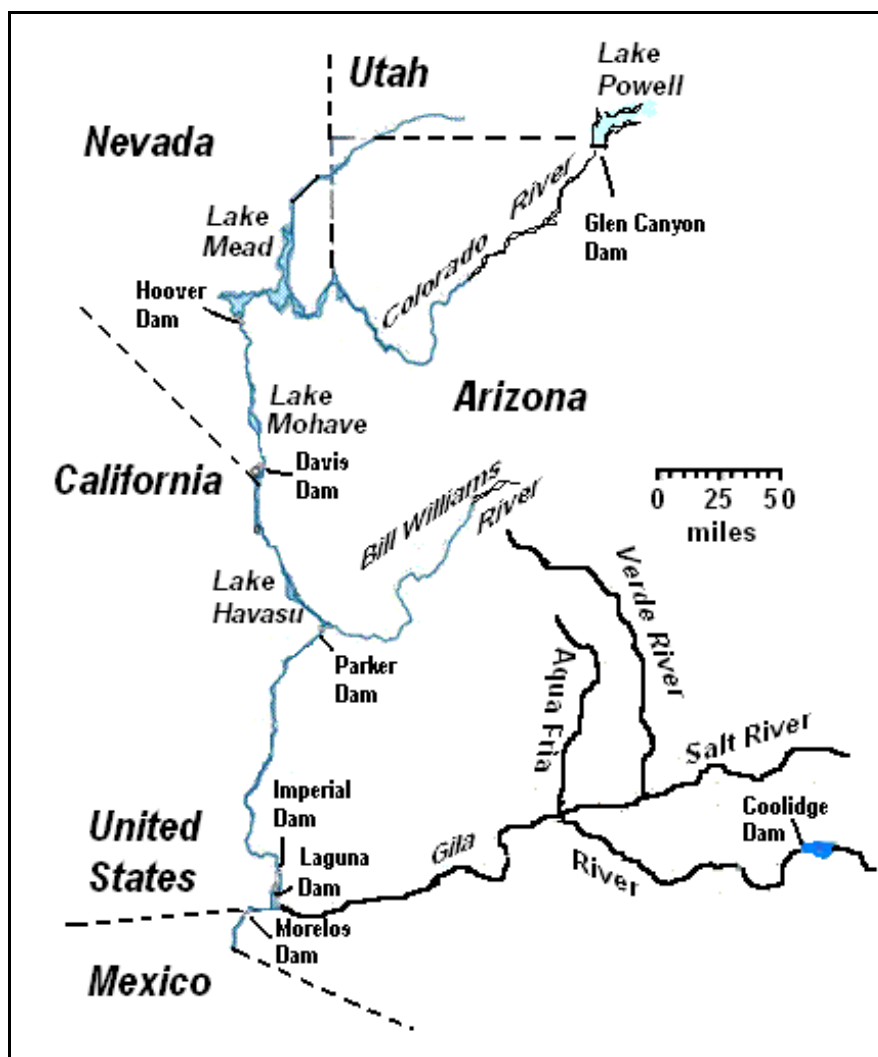 Utah
Lake
Powell
Nevada
Colorado River
Glen Canyon
Dam
Lake
Mead
Hoover
Dam
Arizona
Lake
Mohave
California
Davis
Dam
Bill Williams
River
0 25 50
miles
Lake
Havasu
Verde River
Parker
Dam
Aqua Fria
Salt River
Imperial
Dam
Coolidge
Dam
United
States
Laguna
Dam
Gila
River
Morelos
Dam
Mexico